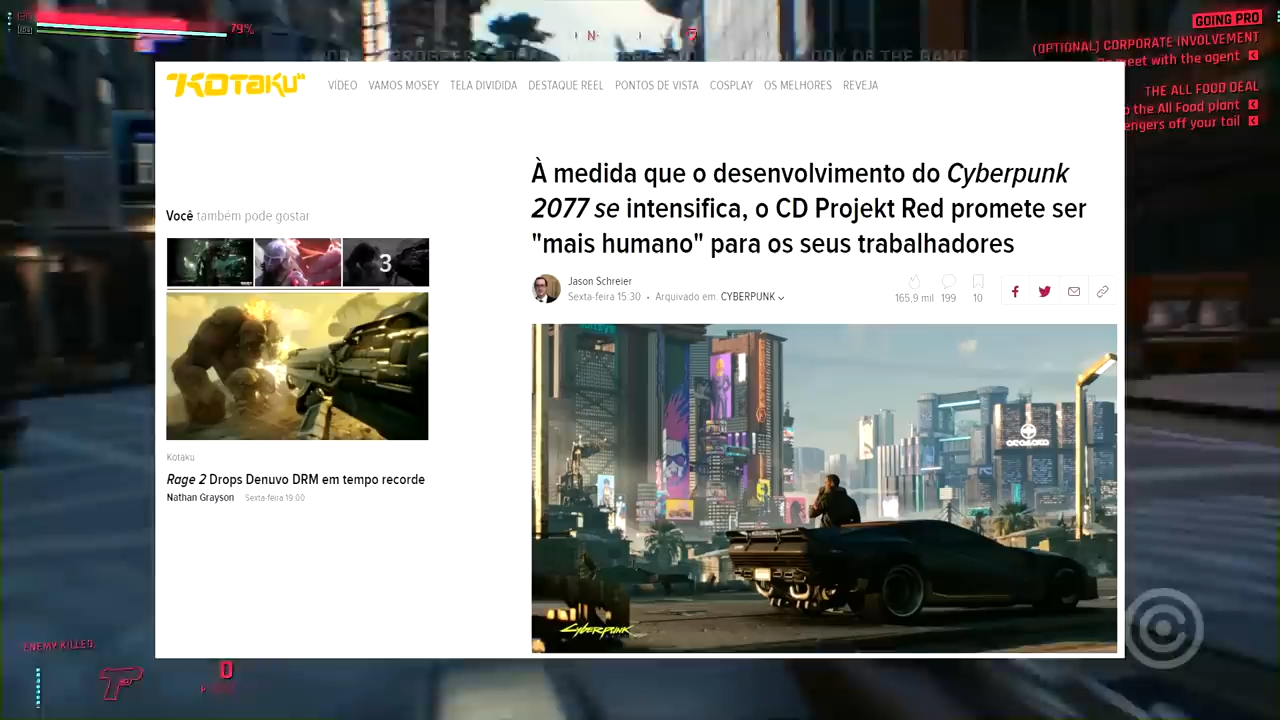 79%
N
GOING PRO
(OPTIONAL) CORPORATE INVOLVEMENT
meet with the agent
THE ALL FOOD DEAL
the All Food plant
off your tail
KOTAKU
VIDEO VAMOS MOSEY TELA DIVIDIDA DESTAQUE REEL PONTOS DE VISTA COSPLAY OS MELHORES REVEJA
À medida que o desenvolvimento do Cyberpunk
2077 se intensifica, o CD Projekt Red promete ser
"mais humano" para os seus trabalhadores
Jason Schreier
Sexta-feira 15:30 • Arquivado em: CYBERPUNK
165,9 mil 199 10
Você também pode gostar
3
Kotaku
Rage 2 Drops Denuvo DRM em tempo recorde
Nathan Grayson Sexta-feira 19:00
CYBERPUNK
ENEMY KILLED.
0